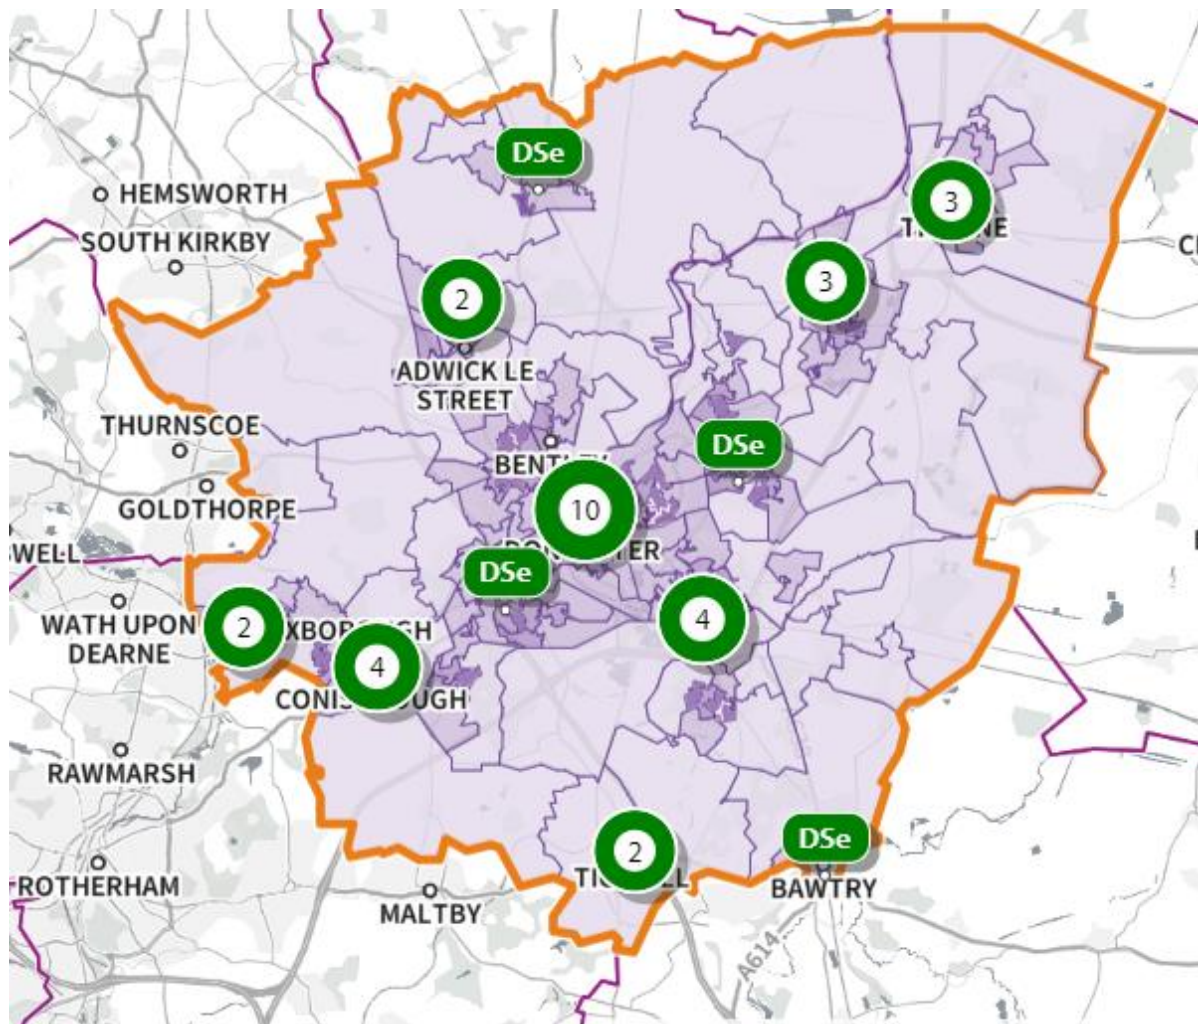 DSe
HEMSWORTH
3
SOUTH KIRKBY
3
2
ADWICK LE
STREET
THURNSCOE
DSe
GOLDTHORPE
10
WELL
DSe
WATH UPON
DEARNE
2
4
4
RAWMARSH
2
DSe
ROTHERHAM
BAWTRY
MALTBY
A614